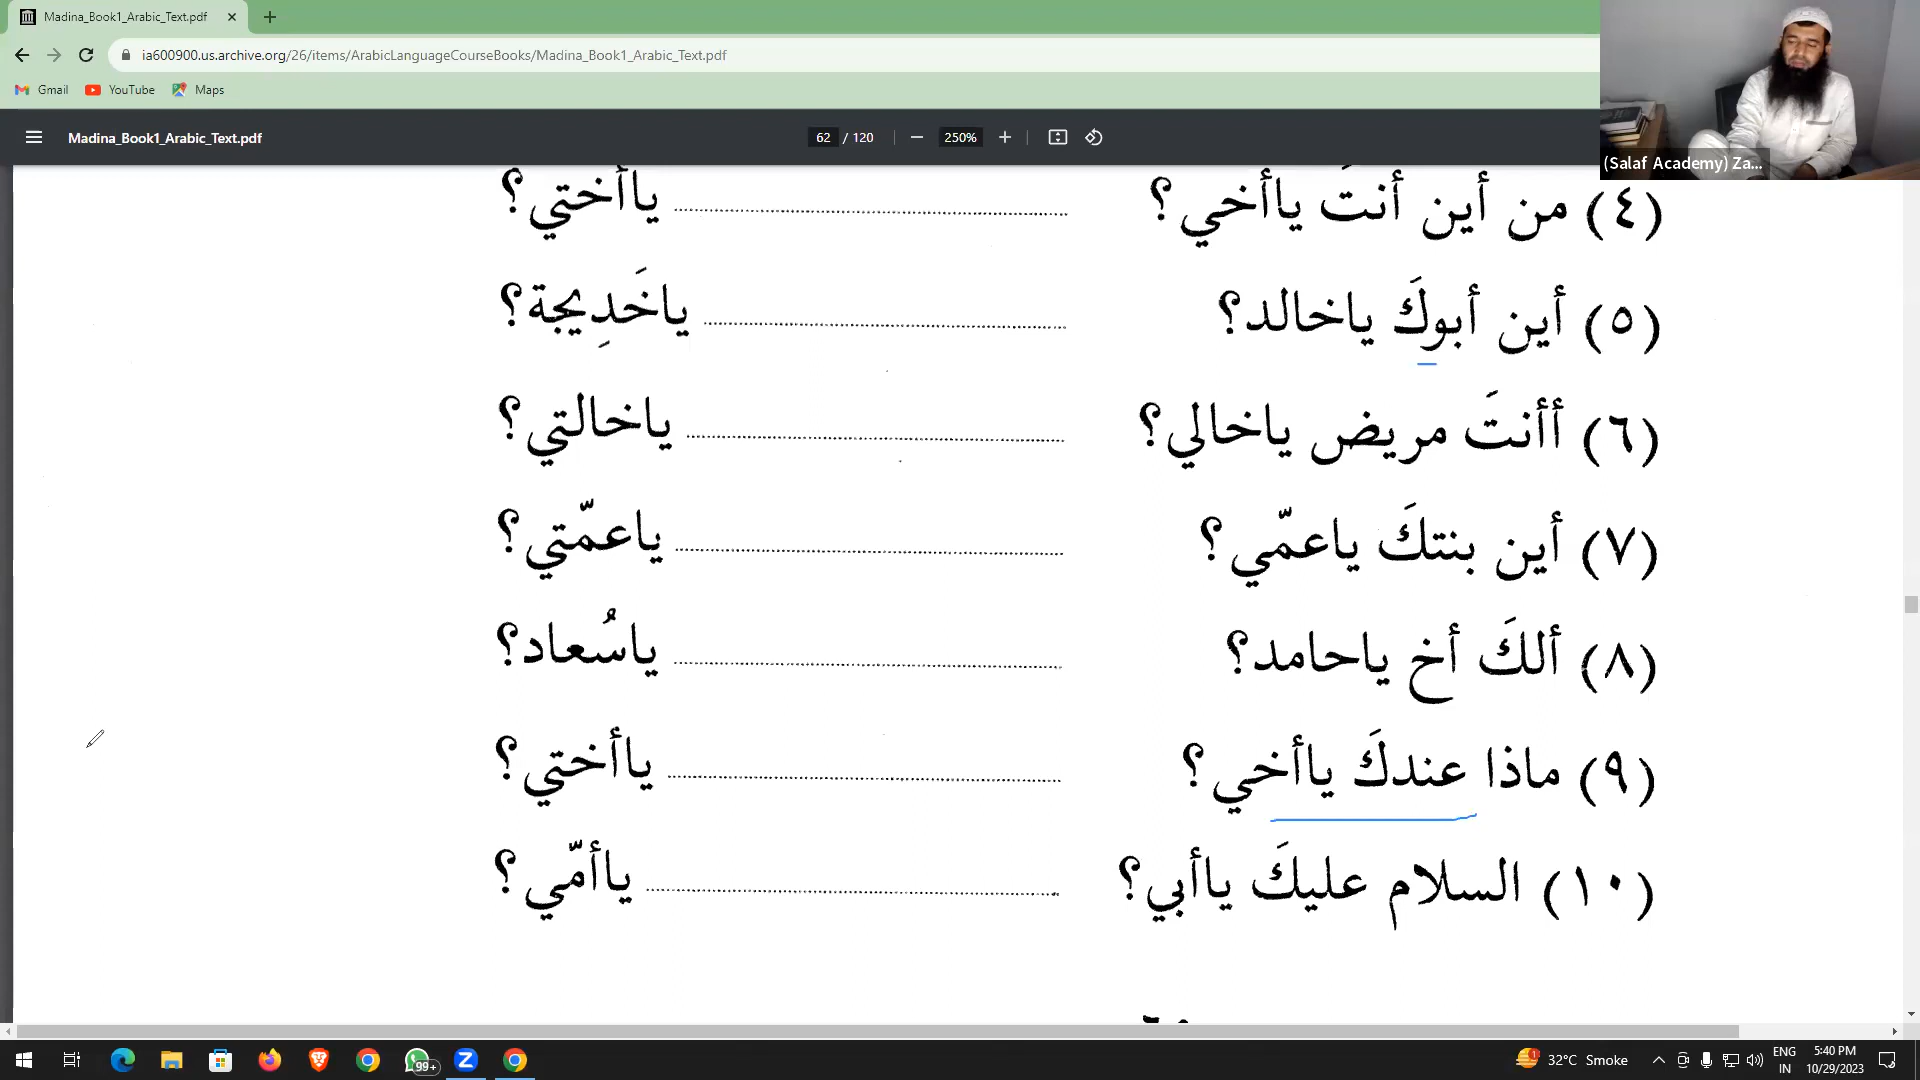 Madina_Book1_Arabic_Text.pdf
ia600900.us.archive.org/26/items/ArabicLanguageCourseBooks/Madina_Book1_Arabic_Text.pdf
Gmail YouTube Maps
Madina_Book1_Arabic_Text.pdf 62 / 120 250%
(Salaf Academy) Za...
(٤) من أين أنتَ ياأخي؟ ........ ياأختي؟
(٥) أين أبوكَ ياخالد؟ ........ ياخَدِيجة؟
(٦) أأنتَ مريض ياخالي؟ ........ ياخالتي؟
(٧) أين بنتكَ ياعمّي؟ ........ ياعمّتي؟
(٨) ألكَ أخ ياحامد؟ ........ ياسُعاد؟
(٩) ماذا عندكَ ياأخي؟ ........ ياأختي؟
(١٠) السلام عليكَ ياأبي؟ ........ ياأمّي؟
99+
32°C Smoke
ENG
IN
5:40 PM
10/29/2023